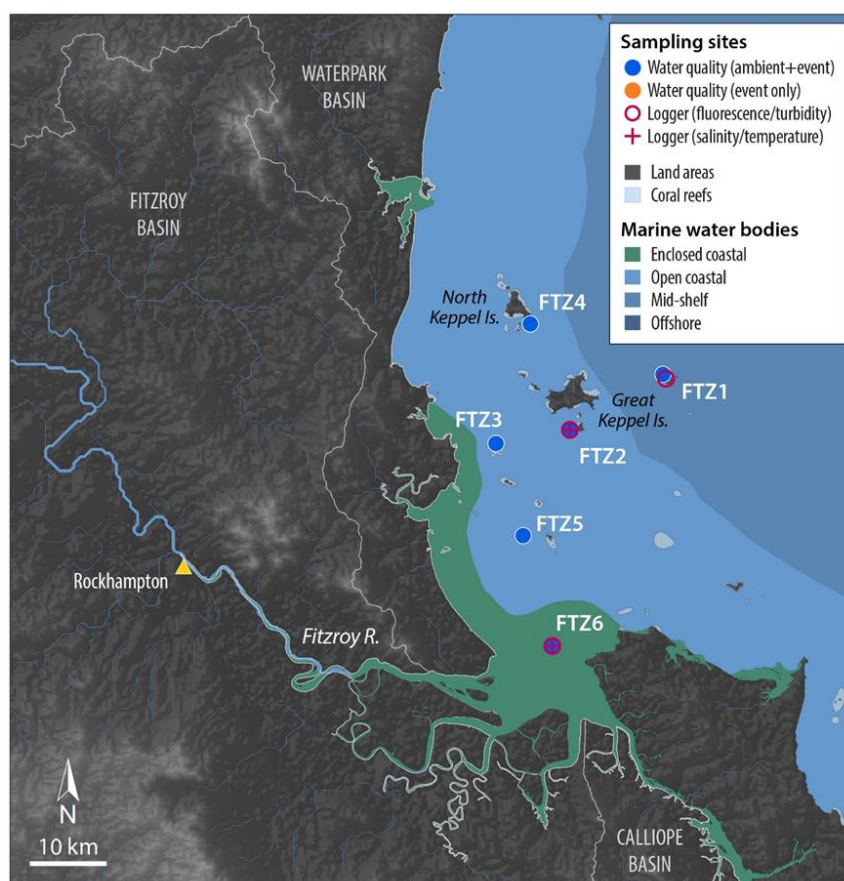 Sampling sites
Water quality (ambient+event)
Water quality (event only)
Logger (fluorescence/turbidity)
Logger (salinity/temperature)
Land areas
Coral reefs
Marine water bodies
Enclosed coastal
Open coastal
Mid-shelf
Offshore
WATERPARK
BASIN
FITZROY
BASIN
North
Keppel Is.
FTZ4
FTZ1
Great
Keppel Is.
FTZ3
FTZ2
FTZ5
Rockhampton
Fitzroy R.
FTZ6
N
10 km
CALLIOPE
BASIN